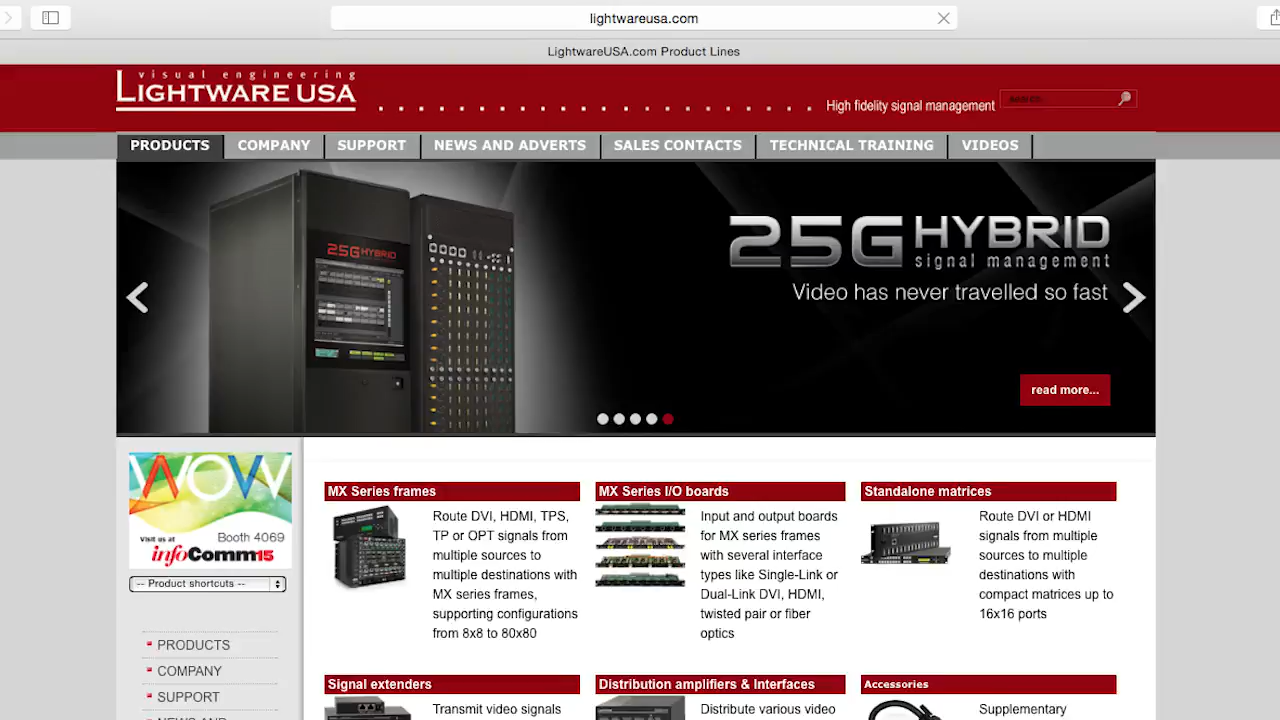 lightwareusa.com
LightwareUSA.com Product Lines
visual engineering
LIGHTWARE USA
High fidelity signal management
search
PRODUCTS COMPANY SUPPORT NEWS AND ADVERTS SALES CONTACTS TECHNICAL TRAINING VIDEOS
25G HYBRID
signal management
Video has never travelled so fast
25G HYBRID
read more...
WOW
Visit us at Booth 4069
infoComm15
-- Product shortcuts --
PRODUCTS
COMPANY
SUPPORT
NEWS AND
MX Series frames
Route DVI, HDMI, TPS,
TP or OPT signals from
multiple sources to
multiple destinations with
MX series frames,
supporting configurations
from 8x8 to 80x80
MX Series I/O boards
Input and output boards
for MX series frames
with several interface
types like Single-Link or
Dual-Link DVI, HDMI,
twisted pair or fiber
optics
Standalone matrices
Route DVI or HDMI
signals from multiple
sources to multiple
destinations with
compact matrices up to
16x16 ports
Signal extenders
Transmit video signals
Distribution amplifiers & Interfaces
Distribute various video
Accessories
Supplementary